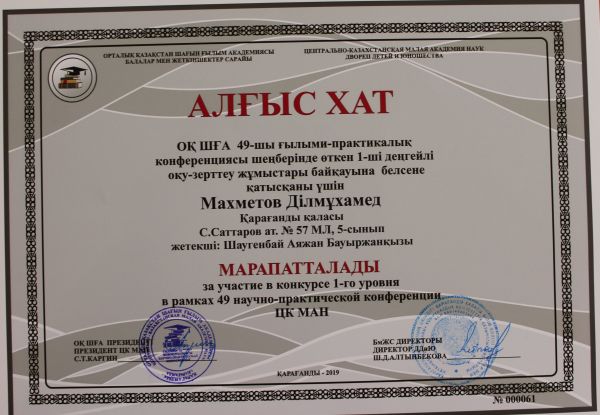 ОРТАЛЫҚ ҚАЗАҚСТАН ШАҒЫН ҒЫЛЫМ АКАДЕМИЯСЫ
БАЛАЛАР МЕН ЖЕТКІНШЕКТЕР САРАЙЫ
ЦЕНТРАЛЬНО-КАЗАХСТАНСКАЯ МАЛАЯ АКАДЕМИЯ НАУК
ДВОРЕЦ ДЕТЕЙ И ЮНОШЕСТВА
АЛҒЫС ХАТ
ОҚ ШҒА 49-шы ғылыми-практикалық
конференциясы шеңберінде өткен 1-ші деңгейлі
оқу-зерттеу жұмыстары байқауына белсене
қатысқаны үшін
Махметов Ділмұхамед
Қарағанды қаласы
С.Саттаров ат. № 57 МЛ, 5-сынып
жетекші: Шаугенбай Аяжан Бауыржанқызы
МАРАПАТТАЛАДЫ
за участие в конкурсе 1-го уровня
в рамках 49 научно-практической конференции
ЦК МАН
ОҚ ШҒА ПРЕЗИДЕ
ПРЕЗИДЕНТ ЦК М
С.Т.КАРГИН
БмЖС ДИРЕКТОРЫ
ДИРЕКТОР ДДиЮ
Ш.Д.АЛТЫНБЕКОВА
ҚАРАҒАНДЫ - 2019
№ 000061